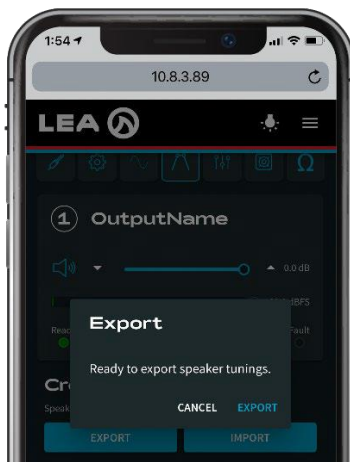 1:54
10.8.3.89
LEA
Ω
1 OutputName
0.0 dB
dBFS
Fault
Export
Ready to export speaker tunings.
CANCEL EXPORT
EXPORT IMPORT